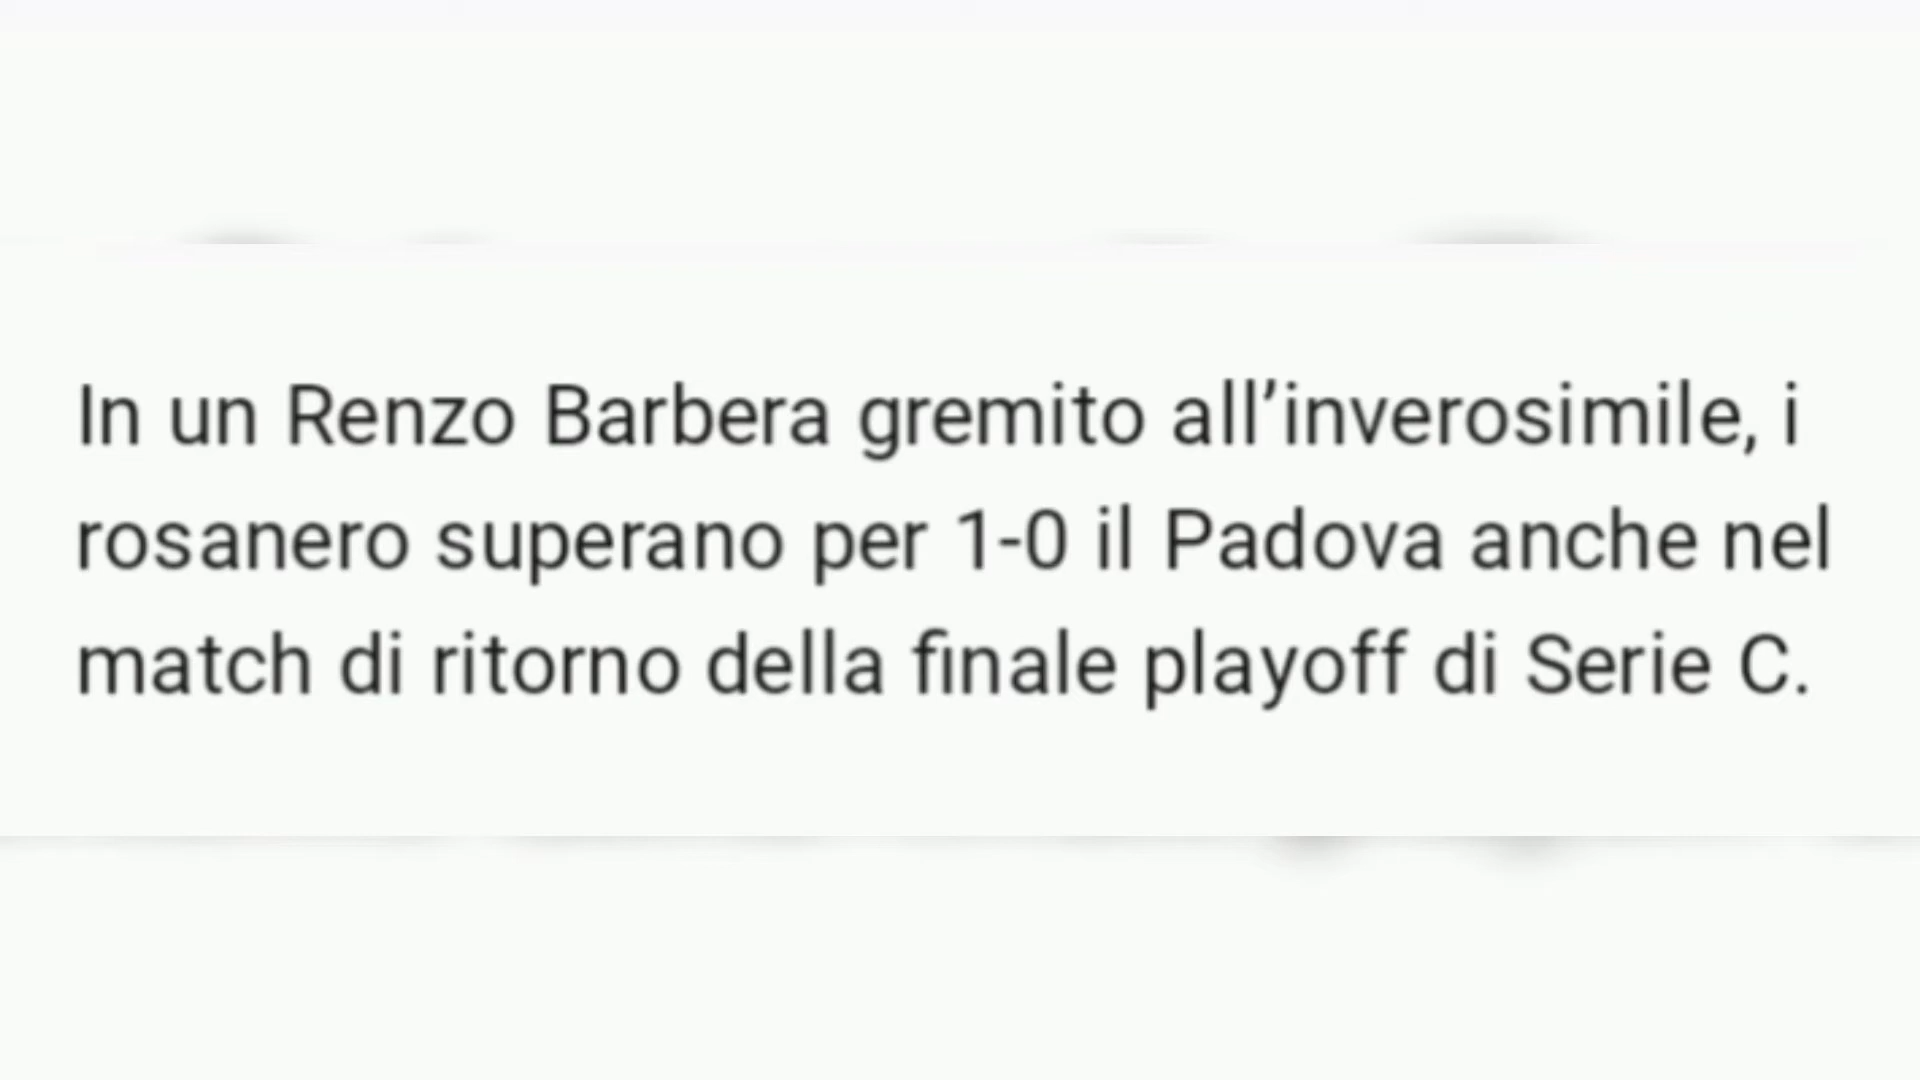 In un Renzo Barbera gremito all’inverosimile, i
rosanero superano per 1-0 il Padova anche nel
match di ritorno della finale playoff di Serie C.